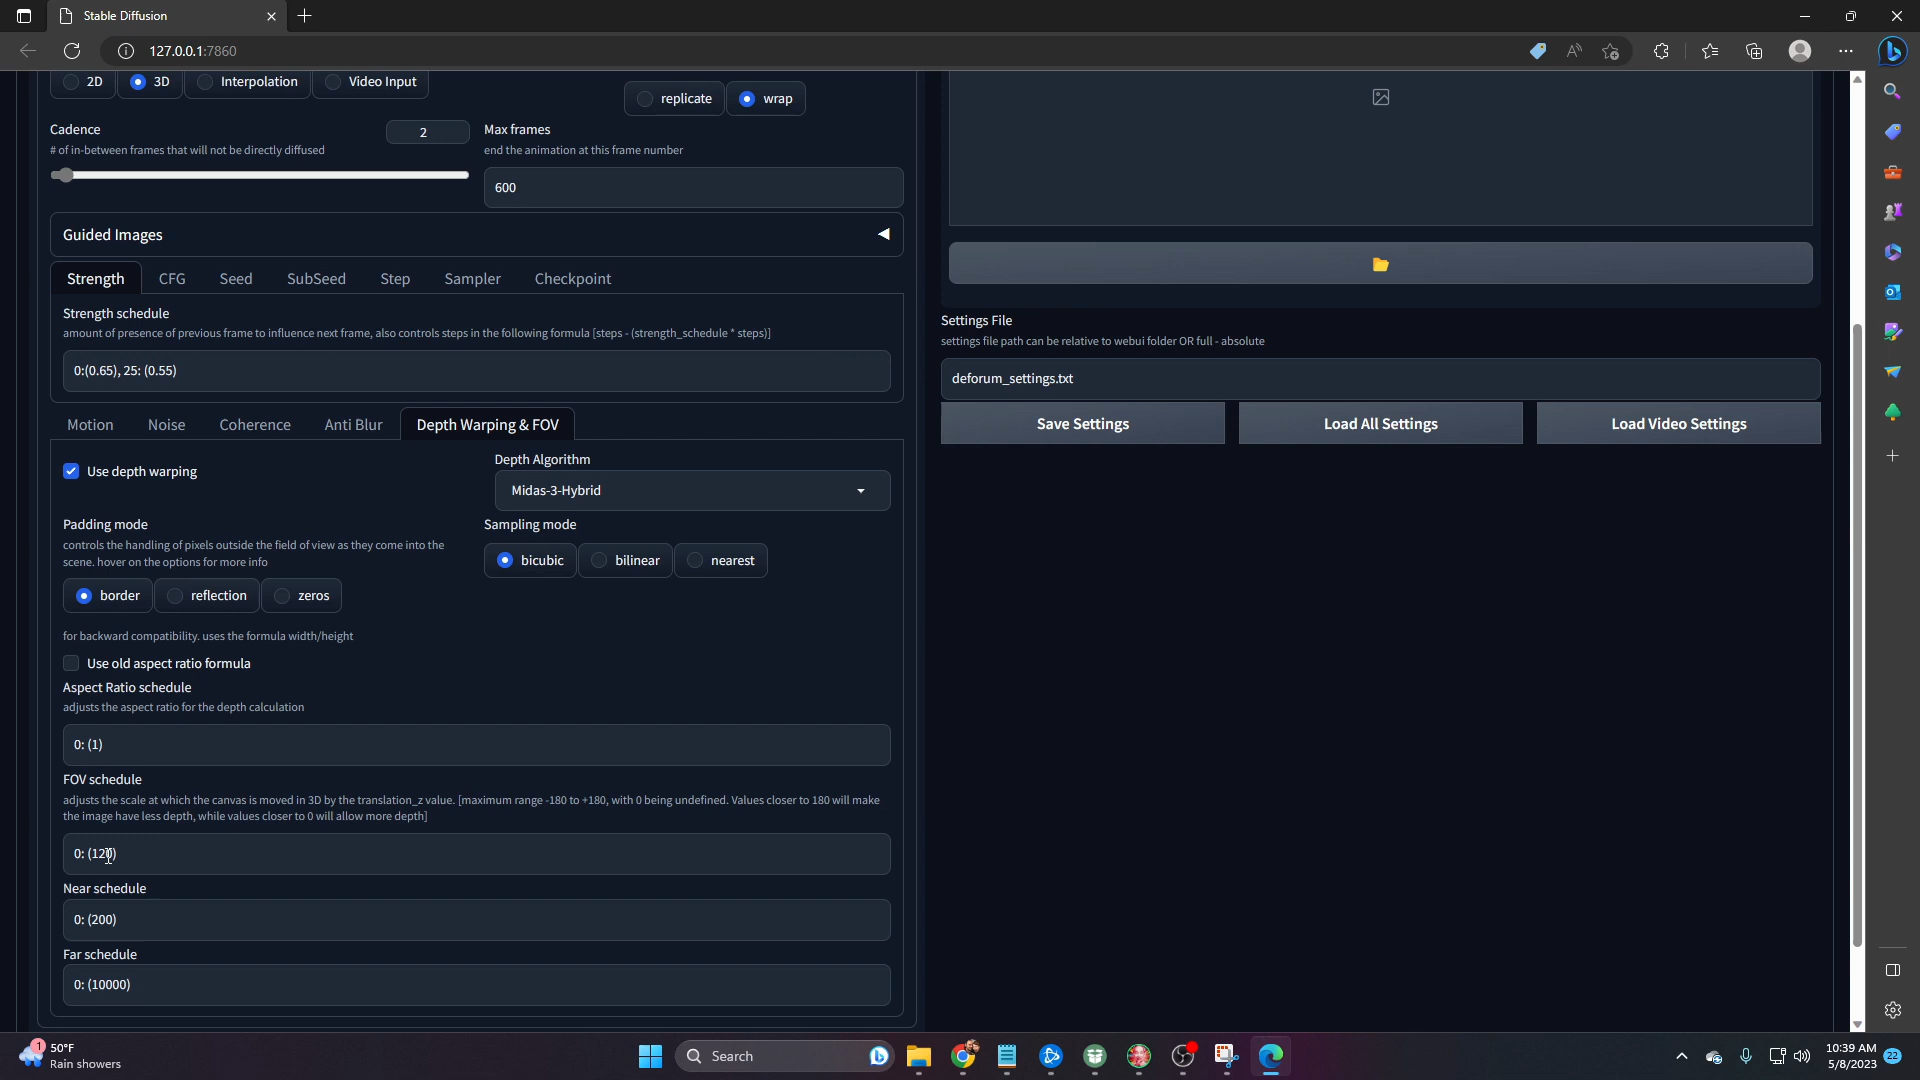 Stable Diffusion
127.0.0.1:7860
2D
3D
Interpolation
Video Input
replicate
wrap
Cadence
2
# of in-between frames that will not be directly diffused
Max frames
end the animation at this frame number
600
Guided Images
Strength
CFG
Seed
SubSeed
Step
Sampler
Checkpoint
Strength schedule
amount of presence of previous frame to influence next frame, also controls steps in the following formula [steps - (strength_schedule * steps)]
0:(0.65), 25: (0.55)
Motion
Noise
Coherence
Anti Blur
Depth Warping & FOV
Use depth warping
Depth Algorithm
Midas-3-Hybrid
Padding mode
controls the handling of pixels outside the field of view as they come into the
scene. hover on the options for more info
border
reflection
zeros
Sampling mode
bicubic
bilinear
nearest
for backward compatibility. uses the formula width/height
Use old aspect ratio formula
Aspect Ratio schedule
adjusts the aspect ratio for the depth calculation
0: (1)
FOV schedule
adjusts the scale at which the canvas is moved in 3D by the translation_z value. [maximum range -180 to +180, with 0 being undefined. Values closer to 180 will make
the image have less depth, while values closer to 0 will allow more depth]
0: (120)
Near schedule
0: (200)
Far schedule
0: (10000)
Settings File
settings file path can be relative to webui folder OR full - absolute
deforum_settings.txt
Save Settings
Load All Settings
Load Video Settings
1
50°F
Rain showers
Search
10:39 AM
5/8/2023
22